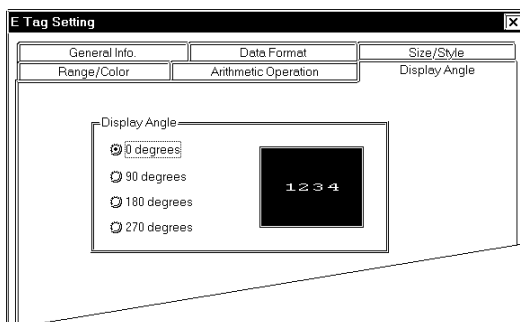 E Tag Setting
General Info. Data Format Size/Style
Range/Color Arithmetic Operation Display Angle
Display Angle
0 degrees
90 degrees
1234
180 degrees
270 degrees